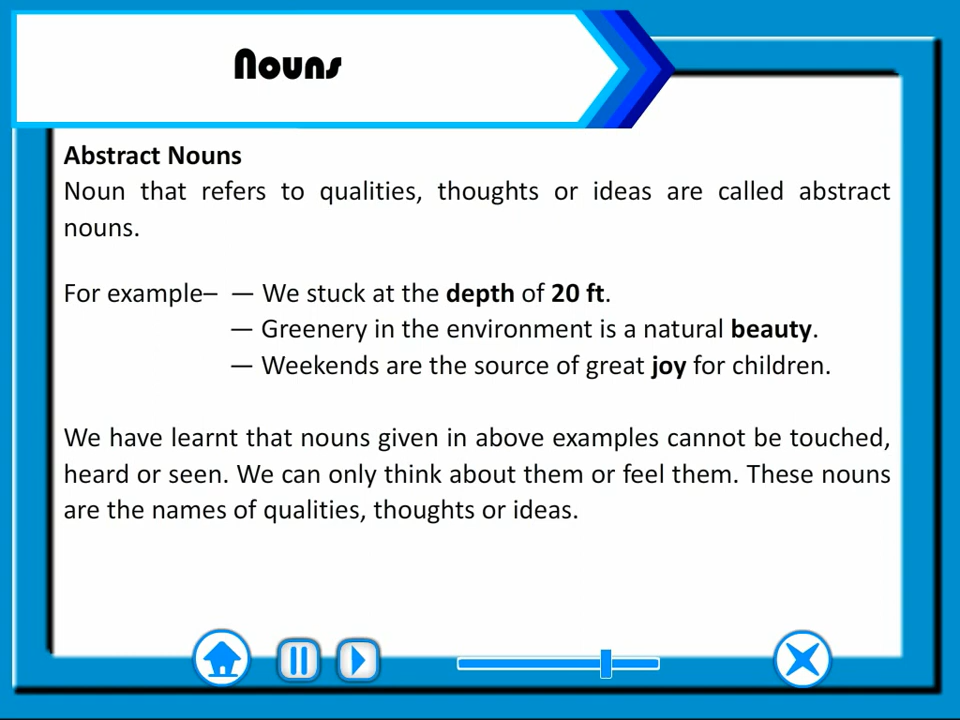 Nouns
Abstract Nouns
Noun that refers to qualities, thoughts or ideas are called abstract
nouns.
For example– — We stuck at the depth of 20 ft.
— Greenery in the environment is a natural beauty.
— Weekends are the source of great joy for children.
We have learnt that nouns given in above examples cannot be touched,
heard or seen. We can only think about them or feel them. These nouns
are the names of qualities, thoughts or ideas.